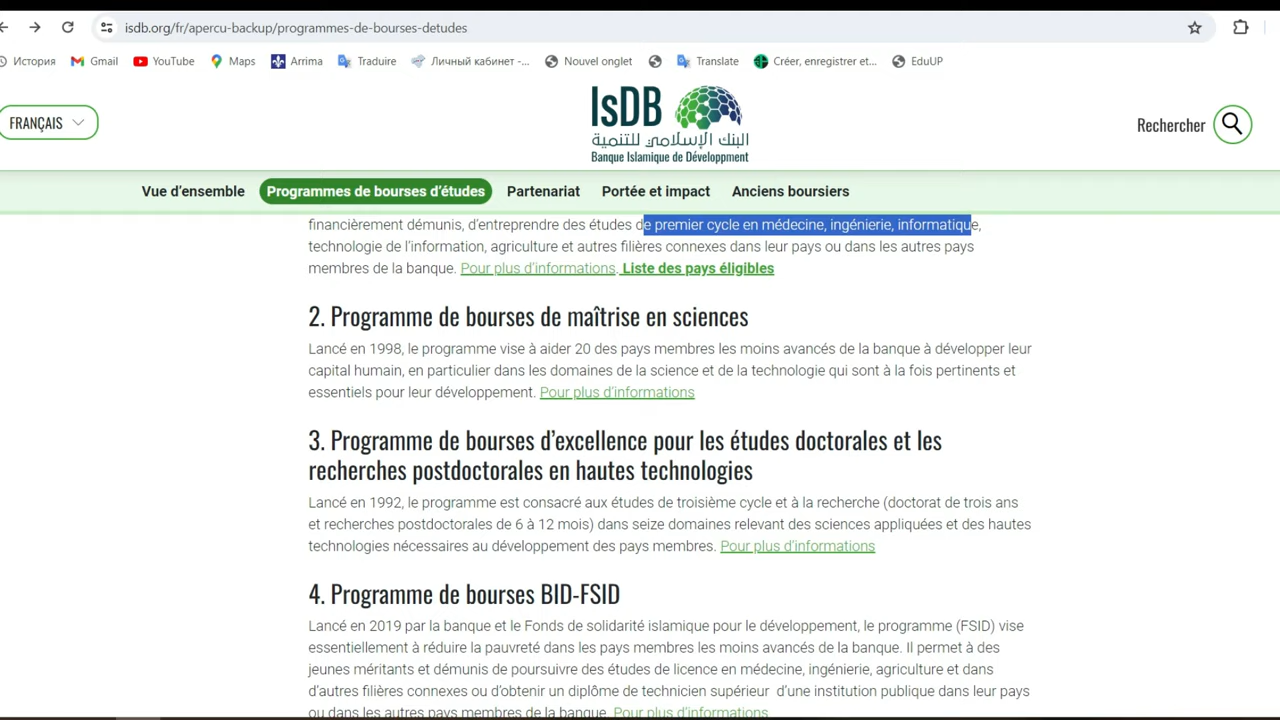 isdb.org/fr/apercu-backup/programmes-de-bourses-detudes
История Gmail YouTube Maps Arrima Traduire Личный кабинет -... Nouvel onglet Translate Créer, enregistrer et... EduUP
FRANÇAIS
IsDB
البنك الإسلامي للتنمية
Banque Islamique de Développment
Rechercher
Vue d'ensemble Programmes de bourses d'études Partenariat Portée et impact Anciens boursiers
financièrement démunis, d'entreprendre des études de premier cycle en médecine, ingénierie, informatique,
technologie de l'information, agriculture et autres filières connexes dans leur pays ou dans les autres pays
membres de la banque. Pour plus d'informations. Liste des pays éligibles
2. Programme de bourses de maîtrise en sciences
Lancé en 1998, le programme vise à aider 20 des pays membres les moins avancés de la banque à développer leur
capital humain, en particulier dans les domaines de la science et de la technologie qui sont à la fois pertinents et
essentiels pour leur développement. Pour plus d'informations
3. Programme de bourses d'excellence pour les études doctorales et les
recherches postdoctorales en hautes technologies
Lancé en 1992, le programme est consacré aux études de troisième cycle et à la recherche (doctorat de trois ans
et recherches postdoctorales de 6 à 12 mois) dans seize domaines relevant des sciences appliquées et des hautes
technologies nécessaires au développement des pays membres. Pour plus d'informations
4. Programme de bourses BID-FSID
Lancé en 2019 par la banque et le Fonds de solidarité islamique pour le développement, le programme (FSID) vise
essentiellement à réduire la pauvreté dans les pays membres les moins avancés de la banque. Il permet à des
jeunes méritants et démunis de poursuivre des études de licence en médecine, ingénierie, agriculture et dans
d'autres filières connexes ou d'obtenir un diplôme de technicien supérieur d'une institution publique dans leur pays
ou dans les autres pays membres de la banque. Pour plus d'informations